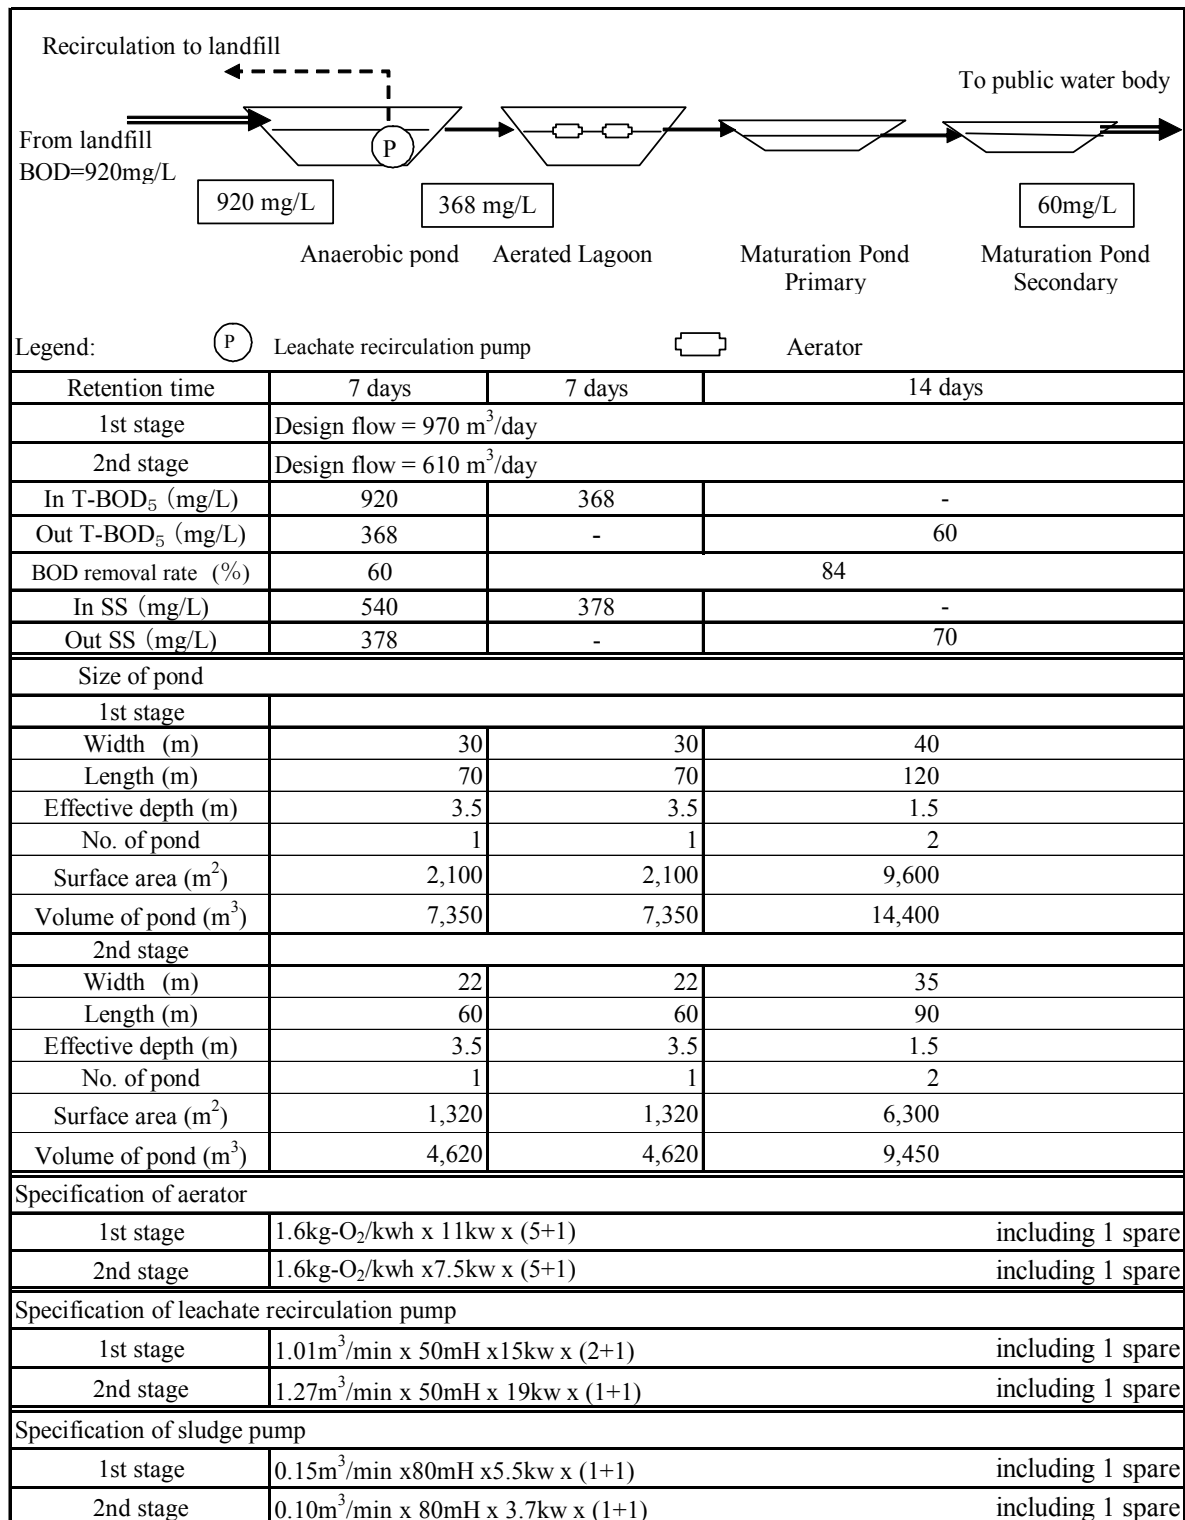 Recirculation to landfill
To public water body
From landfill
BOD=920mg/L
P
920 mg/L
368 mg/L
60mg/L
Anaerobic pond
Aerated Lagoon
Maturation Pond
Primary
Maturation Pond
Secondary
Legend: P Leachate recirculation pump Aerator
Retention time 7 days 7 days 14 days
1st stage Design flow = 970 m³/day
2nd stage Design flow = 610 m³/day
In T-BOD₅ (mg/L) 920 368 -
Out T-BOD₅ (mg/L) 368 - 60
BOD removal rate (%) 60 84
In SS (mg/L) 540 378 -
Out SS (mg/L) 378 - 70
Size of pond
1st stage
Width (m) 30 30 40
Length (m) 70 70 120
Effective depth (m) 3.5 3.5 1.5
No. of pond 1 1 2
Surface area (m²) 2,100 2,100 9,600
Volume of pond (m³) 7,350 7,350 14,400
2nd stage
Width (m) 22 22 35
Length (m) 60 60 90
Effective depth (m) 3.5 3.5 1.5
No. of pond 1 1 2
Surface area (m²) 1,320 1,320 6,300
Volume of pond (m³) 4,620 4,620 9,450
Specification of aerator
1st stage 1.6kg-O₂/kwh x 11kw x (5+1) including 1 spare
2nd stage 1.6kg-O₂/kwh x7.5kw x (5+1) including 1 spare
Specification of leachate recirculation pump
1st stage 1.01m³/min x 50mH x15kw x (2+1) including 1 spare
2nd stage 1.27m³/min x 50mH x 19kw x (1+1) including 1 spare
Specification of sludge pump
1st stage 0.15m³/min x80mH x5.5kw x (1+1) including 1 spare
2nd stage 0.10m³/min x 80mH x 3.7kw x (1+1) including 1 spare